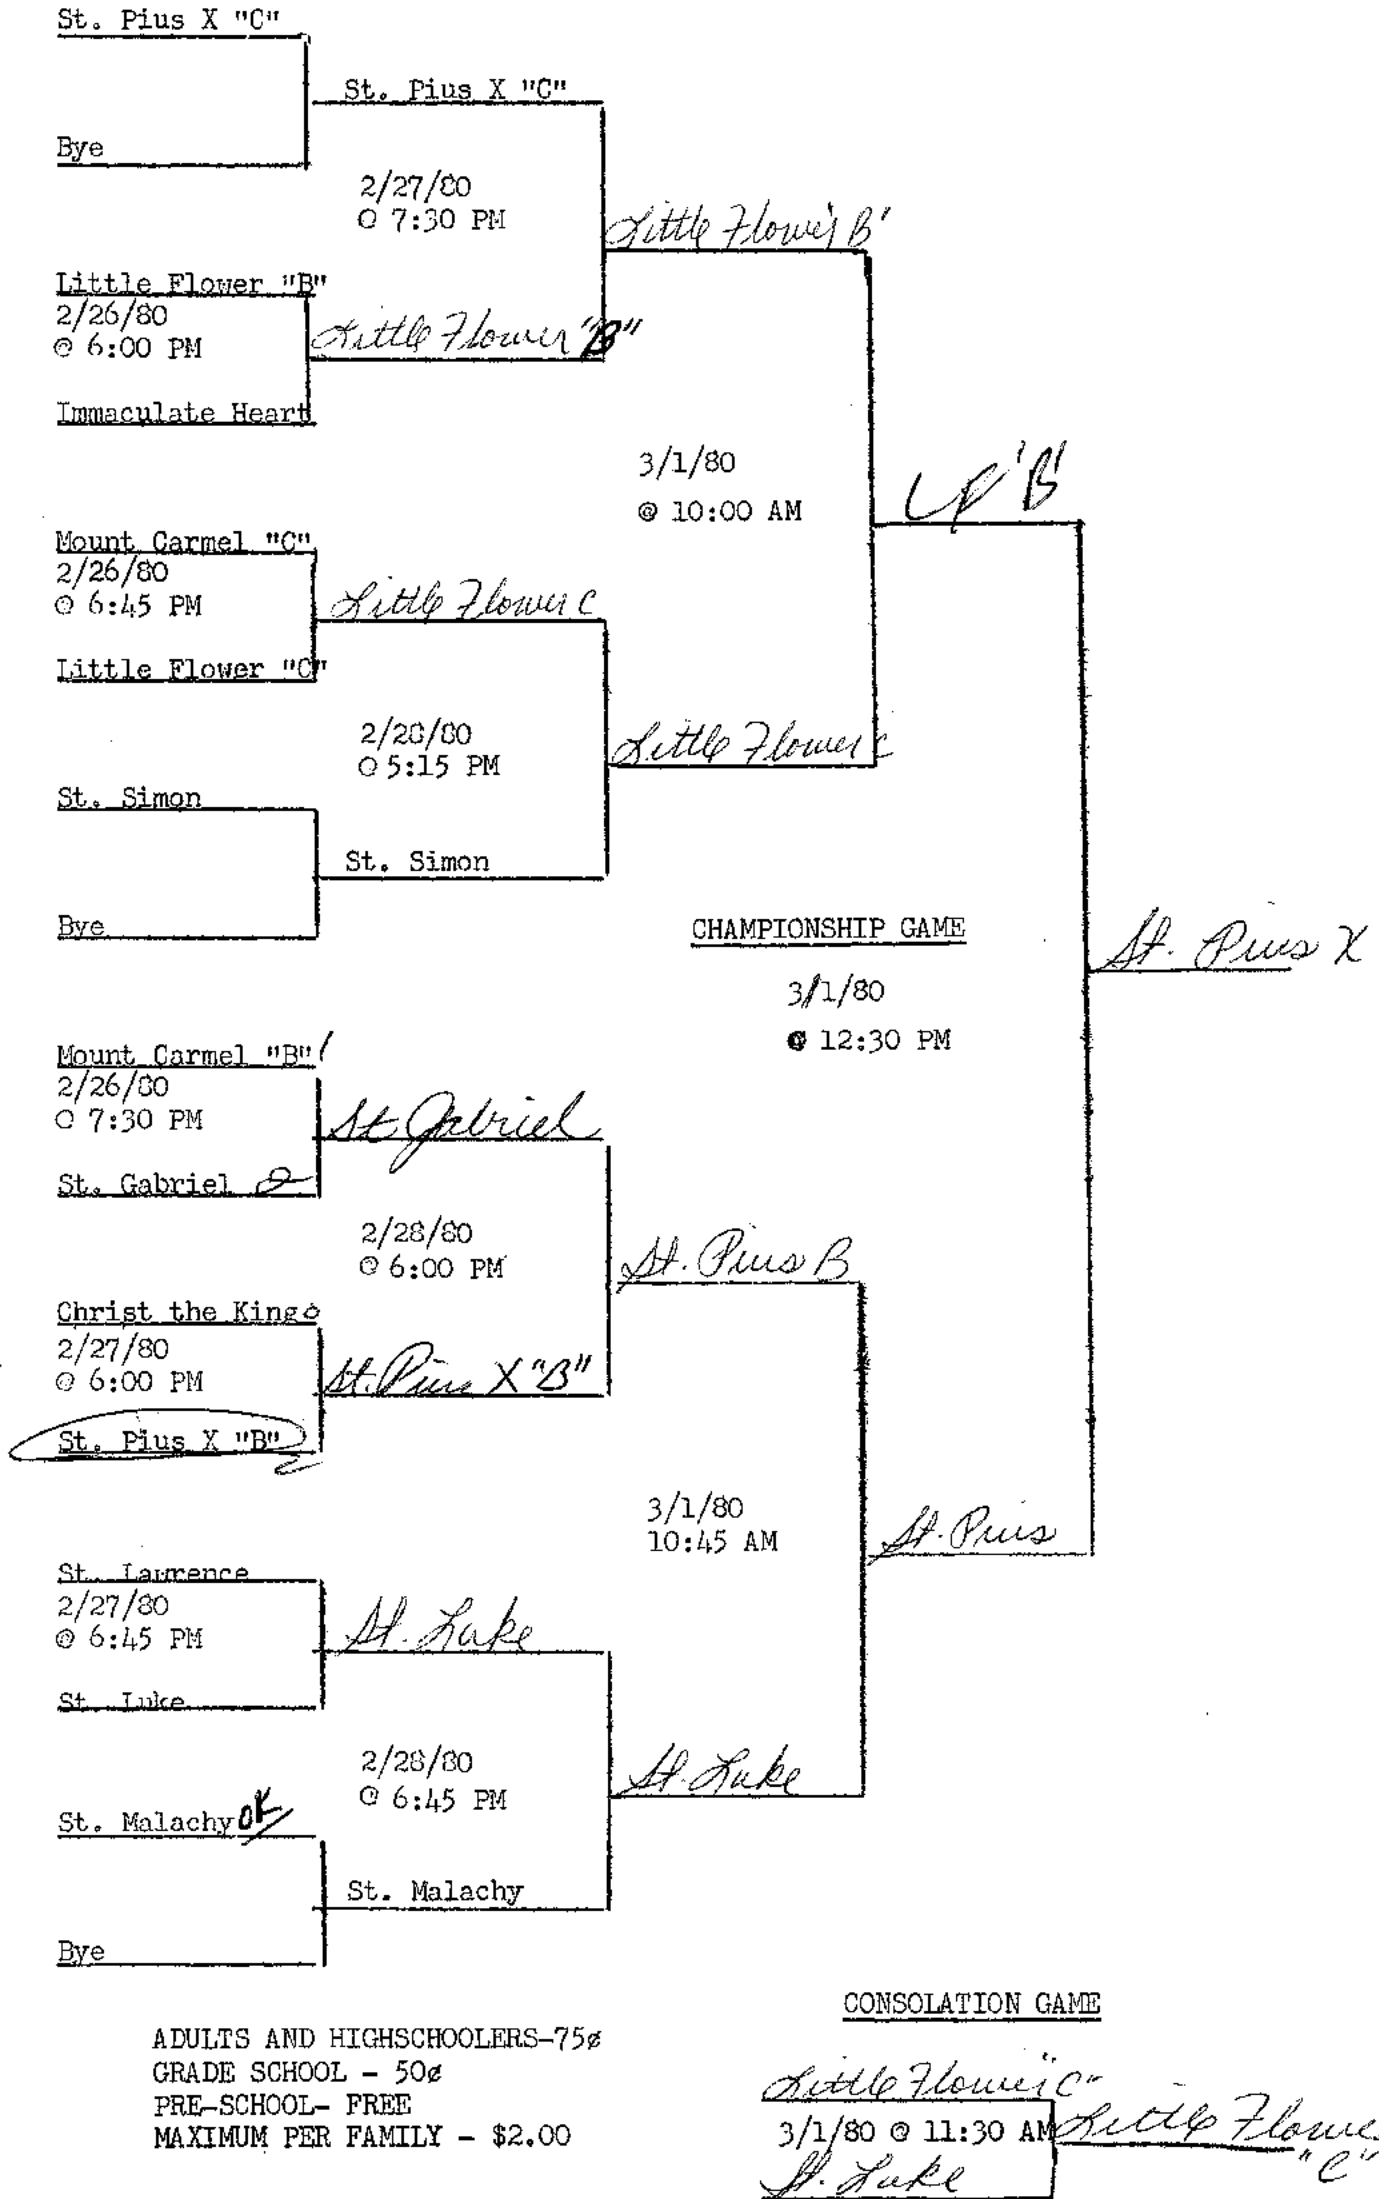 St. Pius X "C"
St. Pius X "C"
Bye
2/27/80
@ 7:30 PM
Little Flower 'B'
Little Flower "B"
2/26/80
@ 6:00 PM
Little Flower "B"
Immaculate Heart
3/1/80
@ 10:00 AM
'B'
Mount Carmel "C"
2/26/80
@ 6:45 PM
Little Flower C
Little Flower "C"
2/28/80
@ 5:15 PM
Little Flower C
St. Simon
St. Simon
Bye
CHAMPIONSHIP GAME
St. Pius X
3/1/80
@ 12:30 PM
Mount Carmel "B"
2/26/80
@ 7:30 PM
St. Gabriel
St. Gabriel 2
2/28/80
@ 6:00 PM
St. Pius B
Christ the King
2/27/80
@ 6:00 PM
St. Pius X "B"
St. Pius X "B"
3/1/80
10:45 AM
St. Pius
St. Lawrence
2/27/80
@ 6:45 PM
St. Luke
St. Luke
2/28/80
@ 6:45 PM
St. Luke
St. Malachy OK
St. Malachy
Bye
CONSOLATION GAME
ADULTS AND HIGHSCHOOLERS-75¢
GRADE SCHOOL - 50¢
PRE-SCHOOL- FREE
MAXIMUM PER FAMILY - $2.00
Little Flower "C"
3/1/80 @ 11:30 AM
Little Flower
"C"
St. Luke